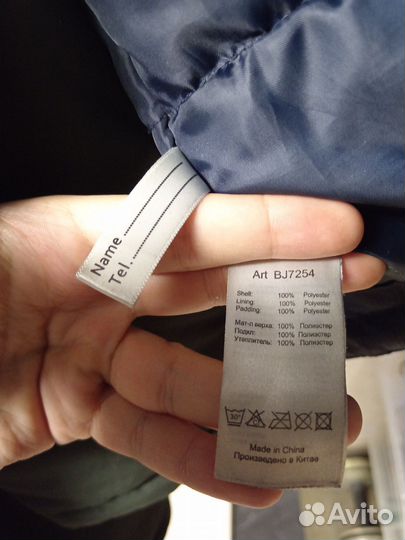 Name
Tel.
Art BJ7254
Shell: 100% Polyester
Lining: 100% Polyester
Padding: 100% Polyester
Мат-л верха: 100% Полиэстер
Подкл: 100% Полиэстер
Утеплитель: 100% Полиэстер
30°
Made in China
Произведено в Китае
Avito